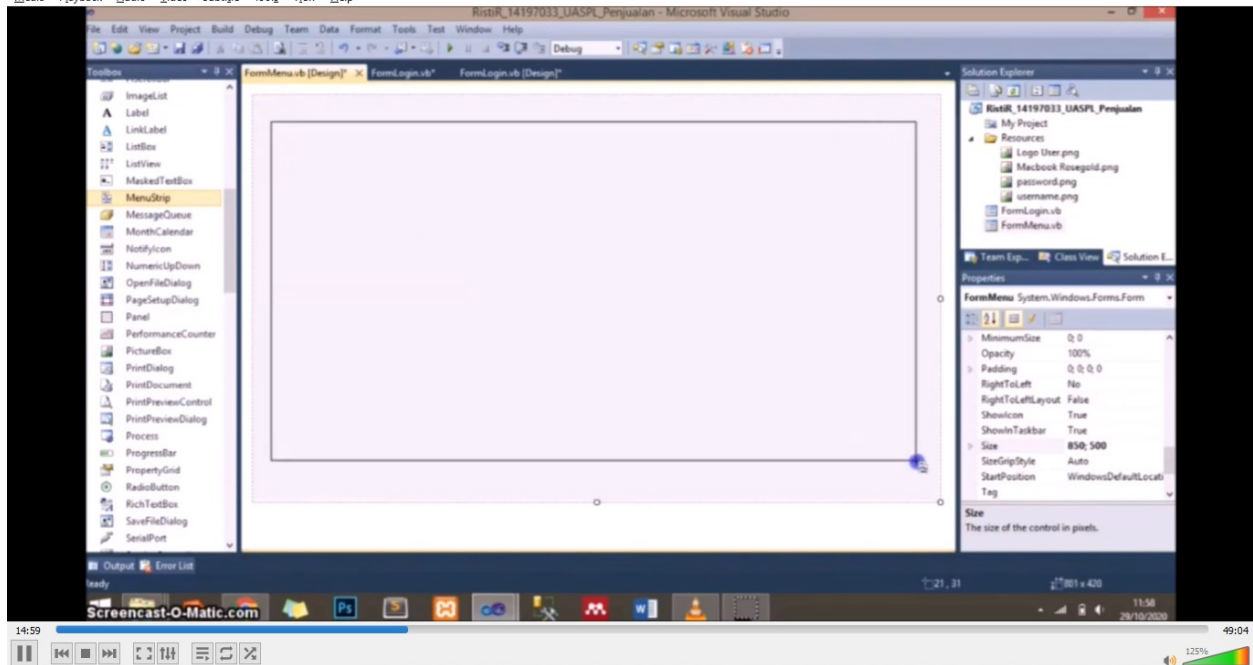 RistiR_14197033_UASPL_Penjualan - Microsoft Visual Studio
File Edit View Project Build Debug Team Data Format Tools Test Window Help
Debug
Toolbox
FormMenu.vb [Design]* FormLogin.vb* FormLogin.vb [Design]*
ImageList
Label
LinkLabel
ListBox
ListView
MaskedTextBox
MenuStrip
MessageQueue
MonthCalendar
NotifyIcon
NumericUpDown
OpenFileDialog
PageSetupDialog
Panel
PerformanceCounter
PictureBox
PrintDialog
PrintDocument
PrintPreviewControl
PrintPreviewDialog
Process
ProgressBar
PropertyGrid
RadioButton
RichTextBox
SaveFileDialog
SerialPort
Solution Explorer
RistiR_14197033_UASPL_Penjualan
My Project
Resources
Logo User.png
Macbook Rosegold.png
password.png
username.png
FormLogin.vb
FormMenu.vb
Team Exp... Class View Solution E...
Properties
FormMenu System.Windows.Forms.Form
MinimumSize 0; 0
Opacity 100%
Padding 0; 0; 0; 0
RightToLeft No
RightToLeftLayout False
ShowIcon True
ShowInTaskbar True
Size 850; 500
SizeGripStyle Auto
StartPosition WindowsDefaultLocati
Tag
Size
The size of the control in pixels.
Output Error List
Ready
21 , 31
801 x 420
Screencast-O-Matic.com
Ps
W
11:58
29/10/2020
14:59
49:04
125%